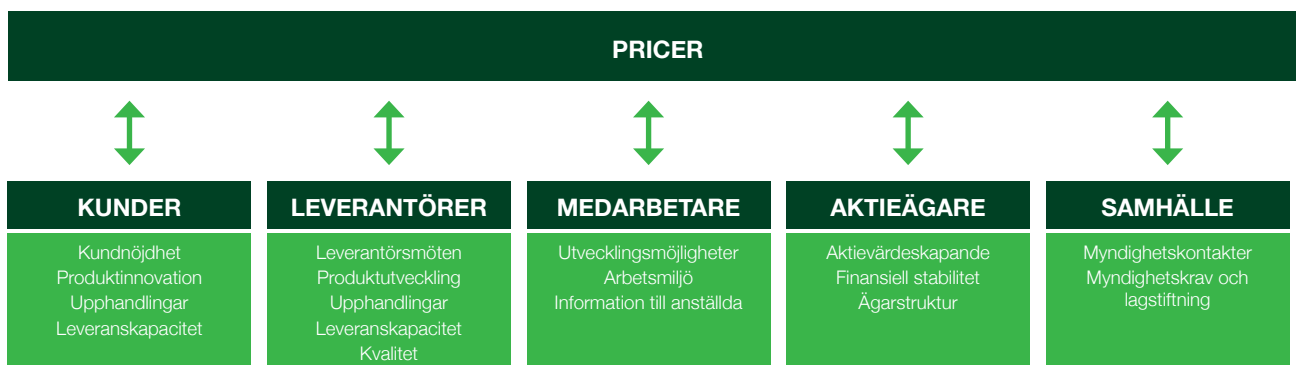 PRICER
KUNDER
Kundnöjdhet
Produktinnovation
Upphandlingar
Leveranskapacitet
LEVERANTÖRER
Leverantörsmöten
Produktutveckling
Upphandlingar
Leveranskapacitet
Kvalitet
MEDARBETARE
Utvecklingsmöjligheter
Arbetsmiljö
Information till anställda
AKTIEÄGARE
Aktievärdeskapande
Finansiell stabilitet
Ägarstruktur
SAMHÄLLE
Myndighetskontakter
Myndighetskrav och
lagstiftning